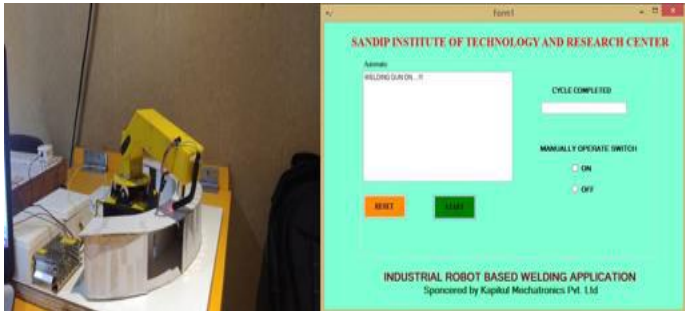 Form1
SANDIP INSTITUTE OF TECHNOLOGY AND RESEARCH CENTER
Automatic
WELDING GUN ON....!!!
CYCLE COMPLETED
MANUALLY OPERATE SWITCH
ON
OFF
RESET
START
INDUSTRIAL ROBOT BASED WELDING APPLICATION
Sponcered by Kapikul Mechatronics Pvt. Ltd